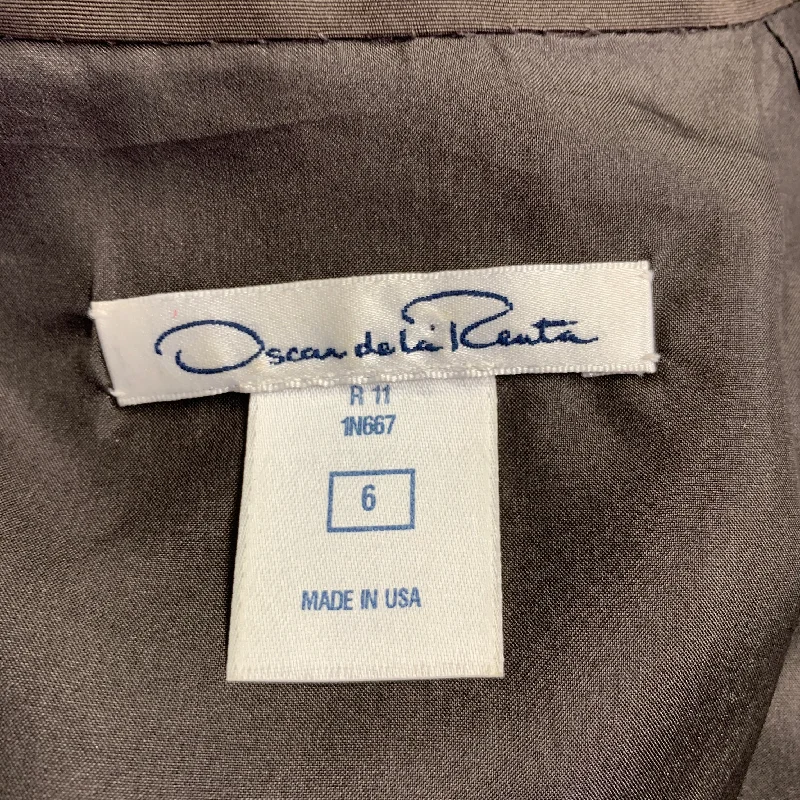 Oscar de la Renta
R 11
1N667
6
MADE IN USA